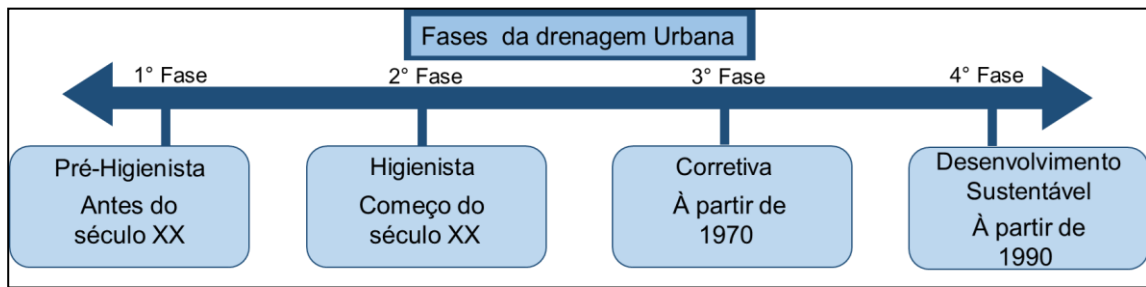 Fases da drenagem Urbana
1° Fase
2° Fase
3° Fase
4° Fase
Pré-Higienista
Antes do
século XX
Higienista
Começo do
século XX
Corretiva
À partir de
1970
Desenvolvimento
Sustentável
À partir de
1990